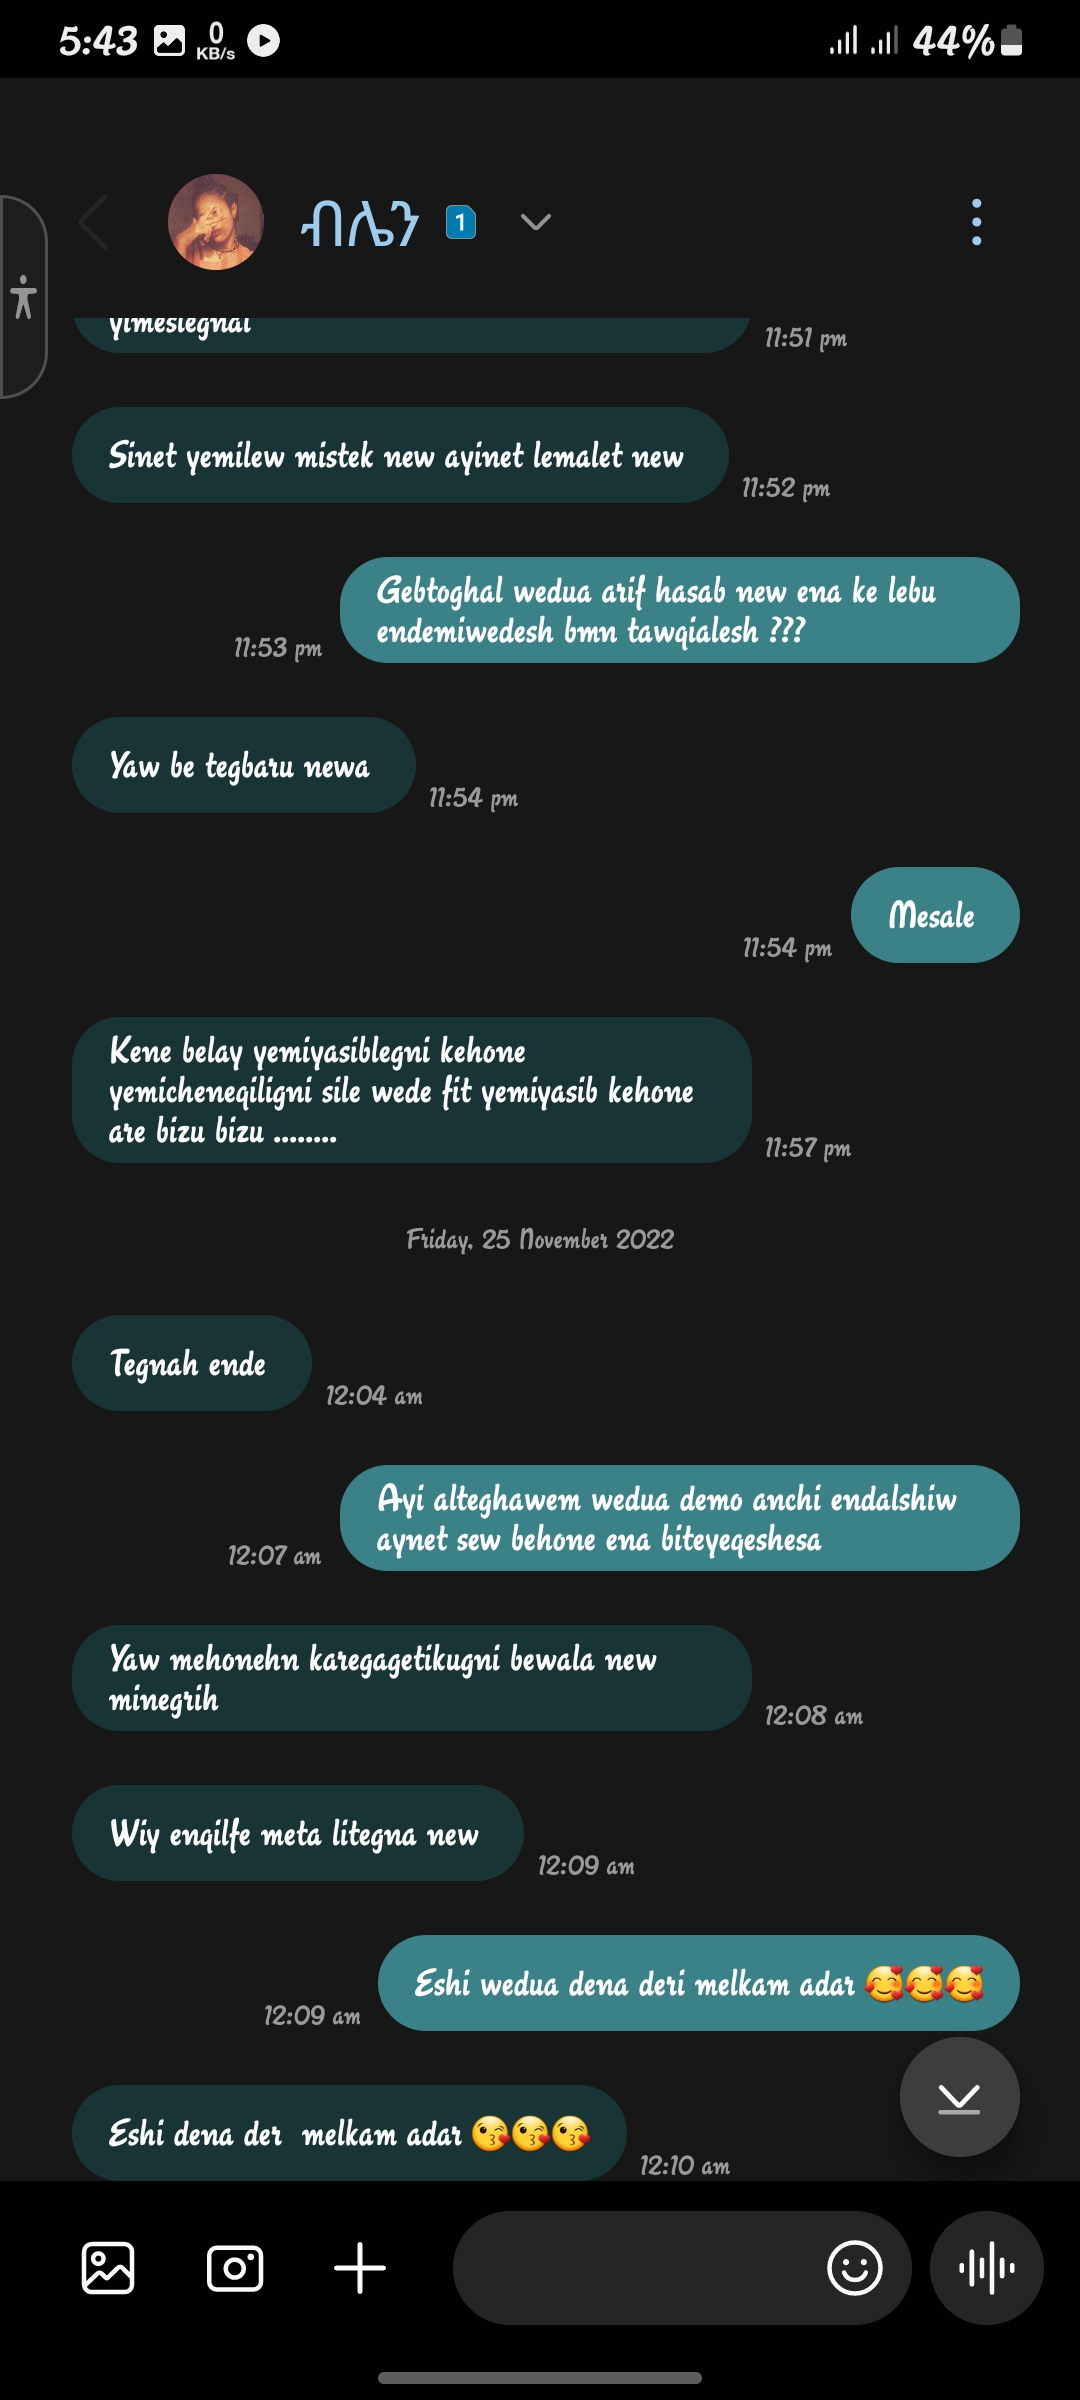 5:43 0 KB/s 44%
ብሌን 1
yimeslegnal
11:51 pm
Sinet yemilew mistek new ayinet lemalet new
11:52 pm
Gebtoghal wedua arif hasab new ena ke lebu
endemiwedesh bmn tawqialesh ???
11:53 pm
Yaw be tegbaru newa
11:54 pm
Mesale
11:54 pm
Kene belay yemiyasiblegni kehone
yemicheneqiligni sile wede fit yemiyasib kehone
are bizu bizu ........
11:57 pm
Friday, 25 November 2022
Tegnah ende
12:04 am
Ayi alteghawem wedua demo anchi endalshiw
aynet sew behone ena biteyeqeshesa
12:07 am
Yaw mehonehn karegagetikugni bewala new
minegrih
12:08 am
Wiy enqilfe meta litegna new
12:09 am
Eshi wedua dena deri melkam adar 🥰🥰🥰
12:09 am
Eshi dena der  melkam adar 😘😘😘
12:10 am